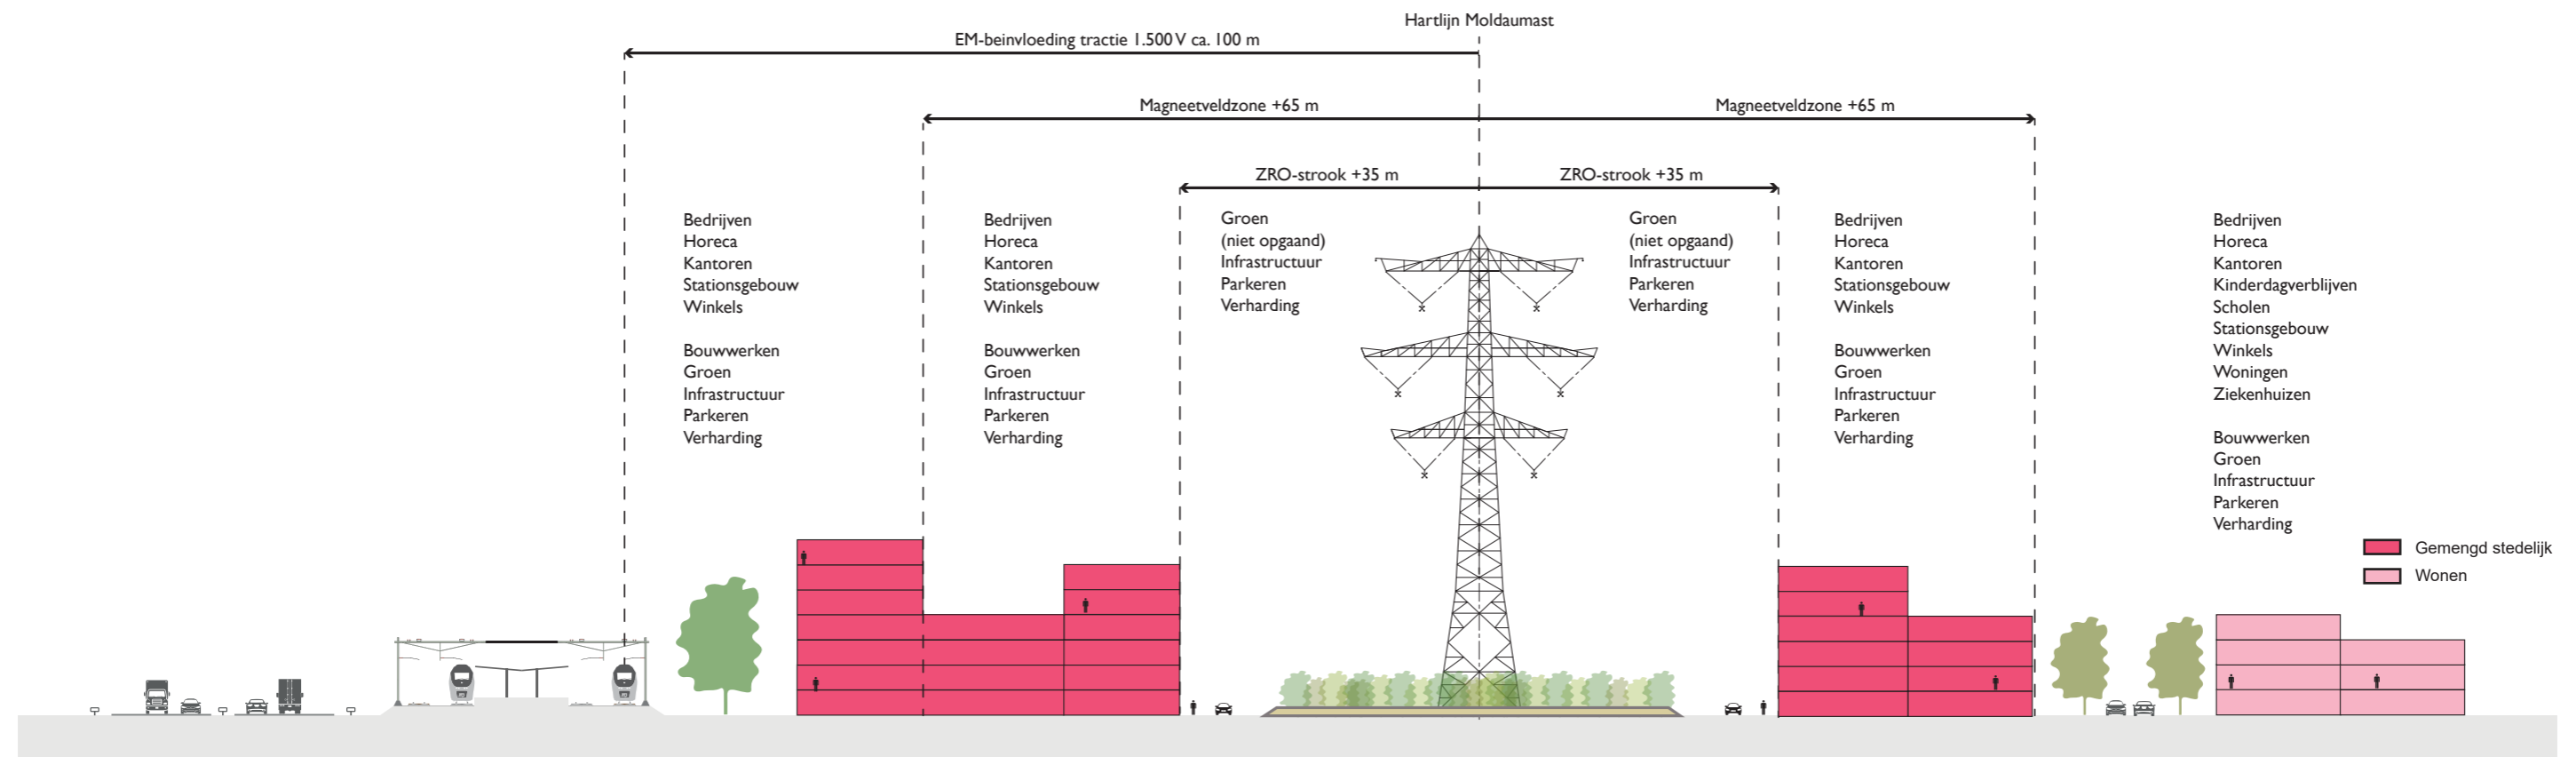 Hartlijn Moldaumast
EM-beinvloeding tractie 1.500 V ca. 100 m
Magneetveldzone +65 m
Magneetveldzone +65 m
ZRO-strook +35 m
ZRO-strook +35 m
Bedrijven
Horeca
Kantoren
Stationsgebouw
Winkels
Bouwwerken
Groen
Infrastructuur
Parkeren
Verharding
Bedrijven
Horeca
Kantoren
Stationsgebouw
Winkels
Bouwwerken
Groen
Infrastructuur
Parkeren
Verharding
Groen
(niet opgaand)
Infrastructuur
Parkeren
Verharding
Groen
(niet opgaand)
Infrastructuur
Parkeren
Verharding
Bedrijven
Horeca
Kantoren
Stationsgebouw
Winkels
Bouwwerken
Groen
Infrastructuur
Parkeren
Verharding
Bedrijven
Horeca
Kantoren
Kinderdagverblijven
Scholen
Stationsgebouw
Winkels
Woningen
Ziekenhuizen
Bouwwerken
Groen
Infrastructuur
Parkeren
Verharding
Gemengd stedelijk
Wonen